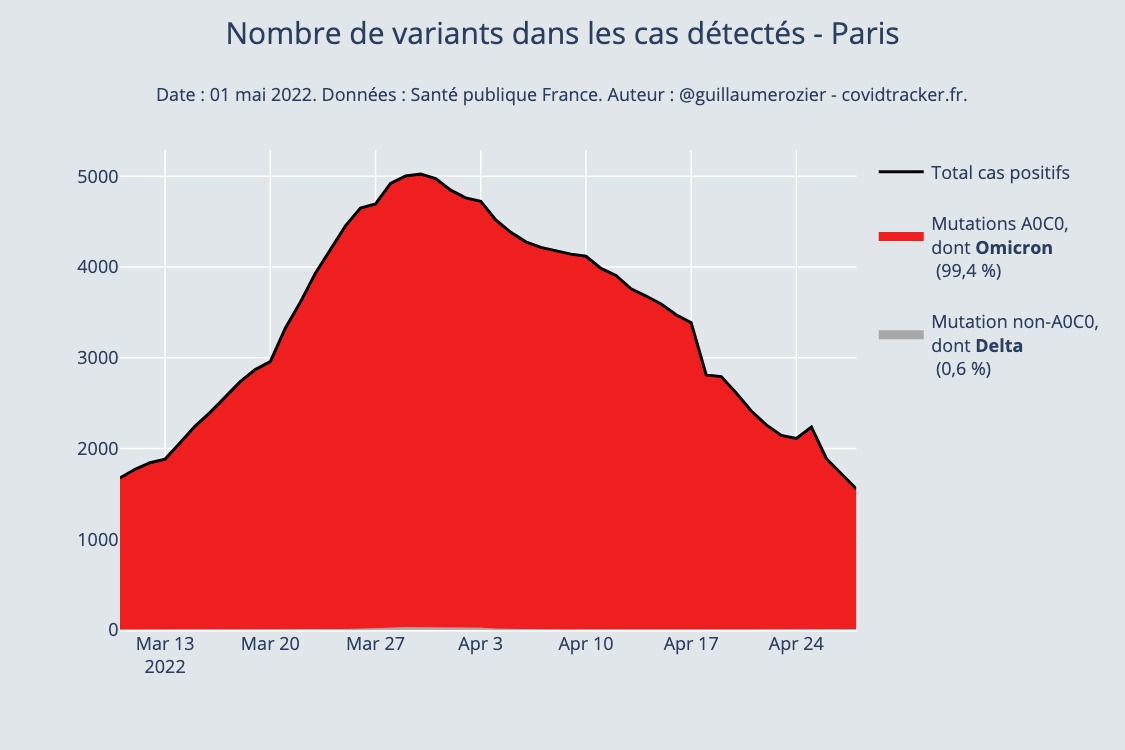 Nombre de variants dans les cas détectés - Paris
Date : 01 mai 2022. Données : Santé publique France. Auteur : @guillaumerozier - covidtracker.fr.
5000
4000
3000
2000
1000
0
Mar 13
2022
Mar 20
Mar 27
Apr 3
Apr 10
Apr 17
Apr 24
Total cas positifs
Mutations A0C0,
dont Omicron
(99,4 %)
Mutation non-A0C0,
dont Delta
(0,6 %)